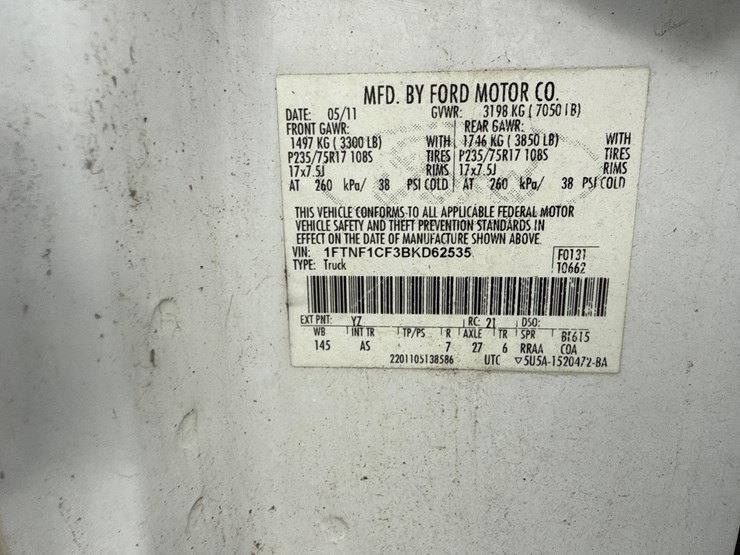 MFD. BY FORD MOTOR CO.
DATE: 05/11 GVWR: 3198 KG ( 7050 LB)
FRONT GAWR: REAR GAWR:
1497 KG ( 3300 LB) WITH 1746 KG ( 3850 LB) WITH
P235/75R17 108S TIRES P235/75R17 108S TIRES
17x7.5J RIMS 17x7.5J RIMS
AT 260 kPa/ 38 PSI COLD AT 260 kPa/ 38 PSI COLD
THIS VEHICLE CONFORMS TO ALL APPLICABLE FEDERAL MOTOR
VEHICLE SAFETY AND THEFT PREVENTION STANDARDS IN
EFFECT ON THE DATE OF MANUFACTURE SHOWN ABOVE.
VIN: 1FTNF1CF3BKD62535 F0131
TYPE: Truck T0662
EXT PNT: YZ RC: 21 DSO:
WB INT TR TP/PS R AXLE TR SPR B1615
145 AS 7 27 6 RRAA COA
2201105138586 UTC ▽5U5A-1520472-BA